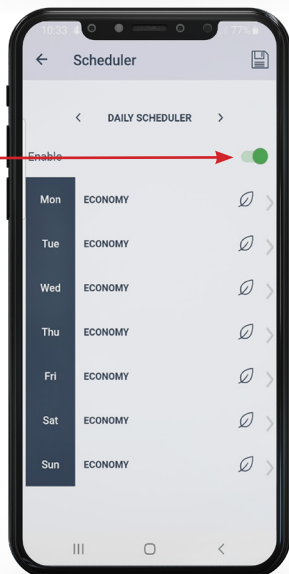 10:33
77%
Scheduler
DAILY SCHEDULER
Enable
Mon ECONOMY
Tue ECONOMY
Wed ECONOMY
Thu ECONOMY
Fri ECONOMY
Sat ECONOMY
Sun ECONOMY